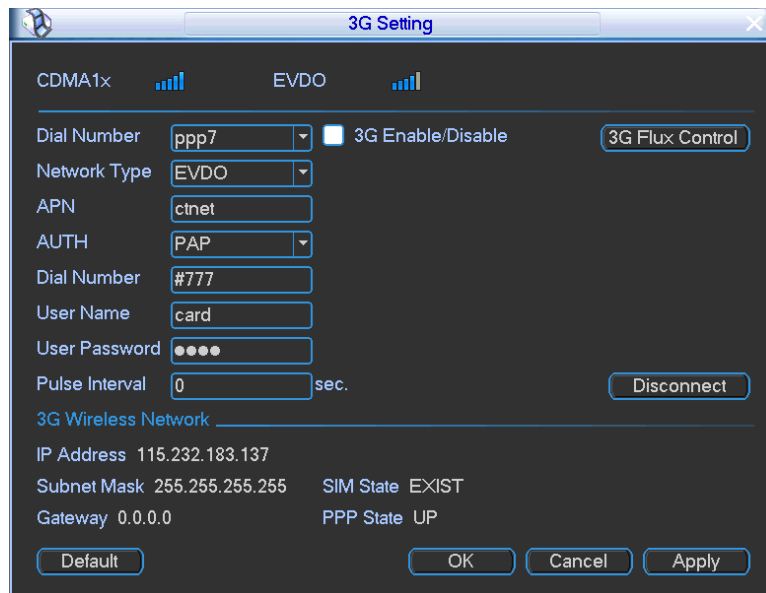 3G Setting
CDMA1x EVDO
Dial Number ppp7 3G Enable/Disable 3G Flux Control
Network Type EVDO
APN ctnet
AUTH PAP
Dial Number #777
User Name card
User Password ●●●●
Pulse Interval 0 sec. Disconnect
3G Wireless Network
IP Address 115.232.183.137
Subnet Mask 255.255.255.255 SIM State EXIST
Gateway 0.0.0.0 PPP State UP
Default OK Cancel Apply